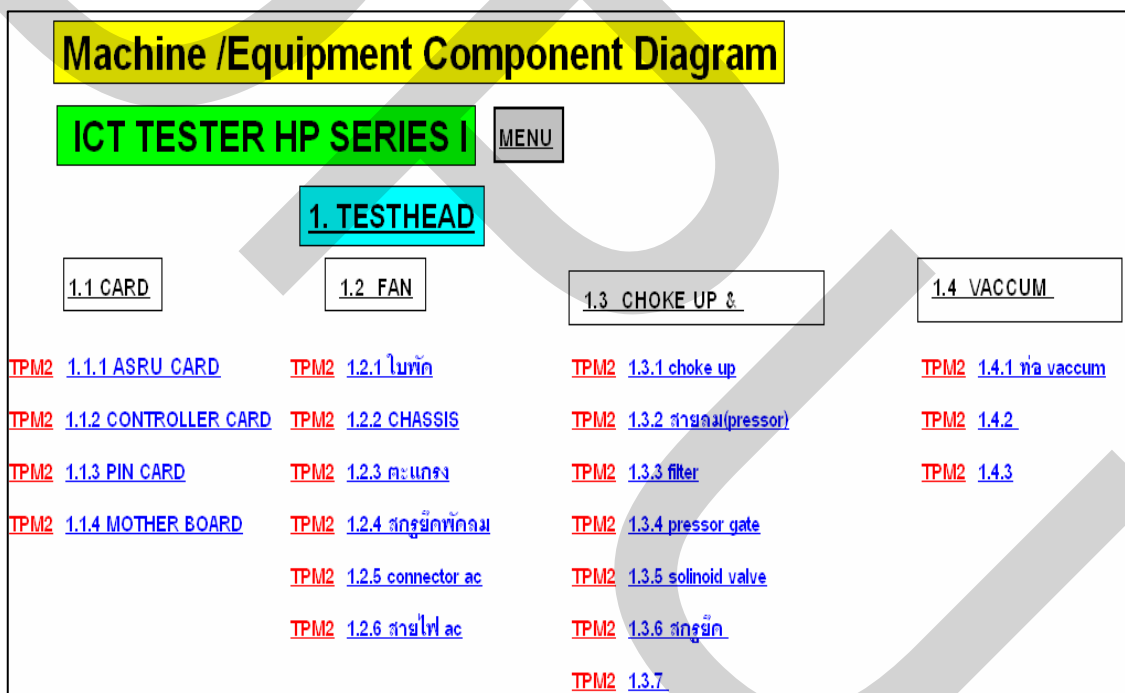 Machine /Equipment Component Diagram
ICT TESTER HP SERIES I
MENU
1. TESTHEAD
1.1 CARD
TPM2 1.1.1 ASRU CARD
TPM2 1.1.2 CONTROLLER CARD
TPM2 1.1.3 PIN CARD
TPM2 1.1.4 MOTHER BOARD
1.2 FAN
TPM2 1.2.1 ใบพัด
TPM2 1.2.2 CHASSIS
TPM2 1.2.3 ตะแกรง
TPM2 1.2.4 สกรูยึดพัดลม
TPM2 1.2.5 connector ac
TPM2 1.2.6 สายไฟ ac
1.3 CHOKE UP &
TPM2 1.3.1 choke up
TPM2 1.3.2 สายลม(pressor)
TPM2 1.3.3 filter
TPM2 1.3.4 pressor gate
TPM2 1.3.5 solinoid valve
TPM2 1.3.6 สกรูยึด
TPM2 1.3.7
1.4 VACCUM
TPM2 1.4.1 ท่อ vaccum
TPM2 1.4.2
TPM2 1.4.3